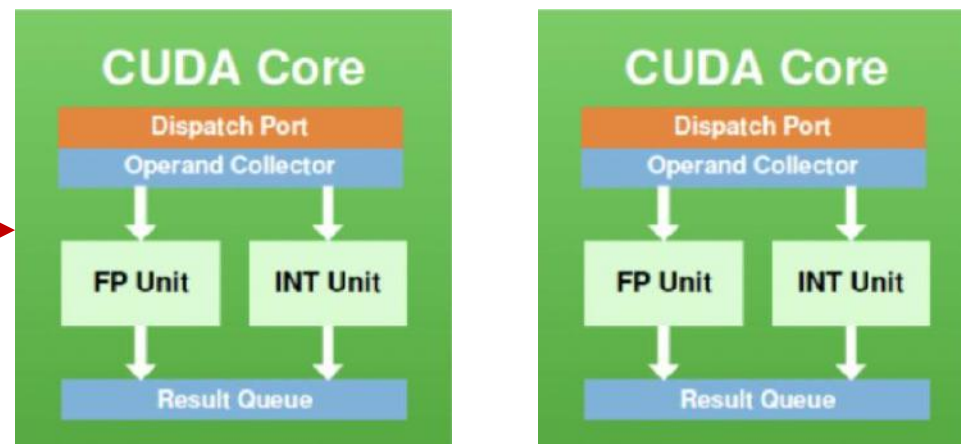 CUDA Core
Dispatch Port
Operand Collector
FP Unit INT Unit
Result Queue
CUDA Core
Dispatch Port
Operand Collector
FP Unit INT Unit
Result Queue